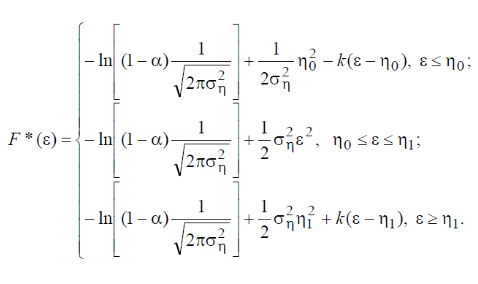 − ln[(1 − α) 1/√(2πσ_η^2)] + 1/(2σ_η^2) η_0^2 − k(ε − η_0), ε ≤ η_0;
F*(ε) = { − ln[(1 − α) 1/√(2πσ_η^2)] + 1/2 σ_η^2 ε^2, η_0 ≤ ε ≤ η_1;
− ln[(1 − α) 1/√(2πσ_η^2)] + 1/2 σ_η^2 η_1^2 + k(ε − η_1), ε ≥ η_1.